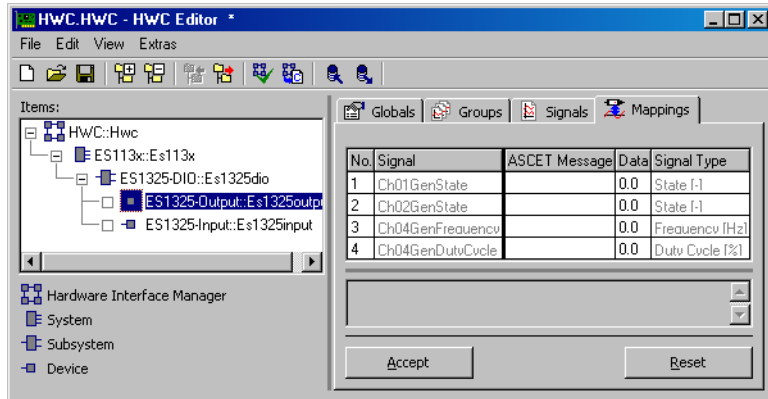 HWC.HWC - HWC Editor *
File Edit View Extras
Items:
HWC::Hwc
ES113x::Es113x
ES1325-DIO::Es1325dio
ES1325-Output::Es1325outp
ES1325-Input::Es1325input
Hardware Interface Manager
System
Subsystem
Device
Globals Groups Signals Mappings
No. Signal ASCET Message Data Signal Type
1 Ch01GenState 0.0 State [-]
2 Ch02GenState 0.0 State [-]
3 Ch04GenFrequency 0.0 Frequency [Hz]
4 Ch04GenDutyCycle 0.0 Duty Cycle [%]
Accept Reset